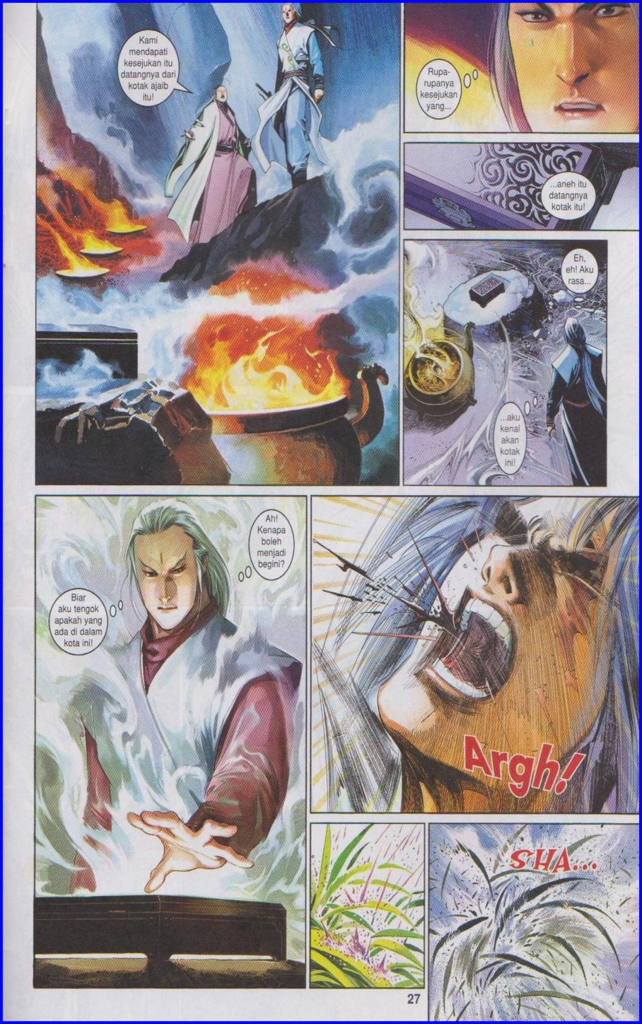 Kami
mendapati
kesejukan itu
datangnya dari
kotak ajaib
itu!
Rupa-
rupanya
kesejukan
yang...
...aneh itu
datangnya
kotak itu!
Eh,
eh! Aku
rasa...
...aku
kenal
akan
kotak
ini!
Ah!
Kenapa
boleh
menjadi
begini?
Biar
aku tengok
apakah yang
ada di dalam
kota ini!
Argh!
SHA...
27